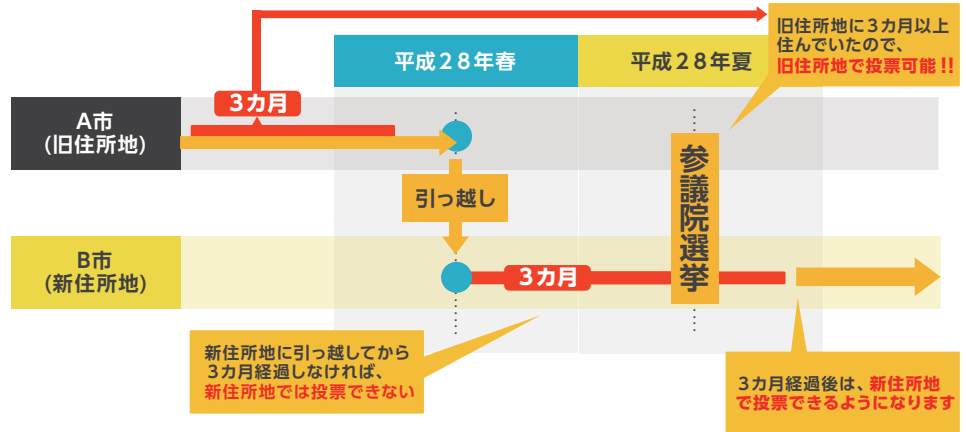 旧住所地に3カ月以上
住んでいたので、
旧住所地で投票可能!!
平成28年春
平成28年夏
3カ月
A市
(旧住所地)
引っ越し
参議院選挙
B市
(新住所地)
3カ月
新住所地に引っ越してから
3カ月経過しなければ、
新住所地では投票できない
3カ月経過後は、新住所地
で投票できるようになります